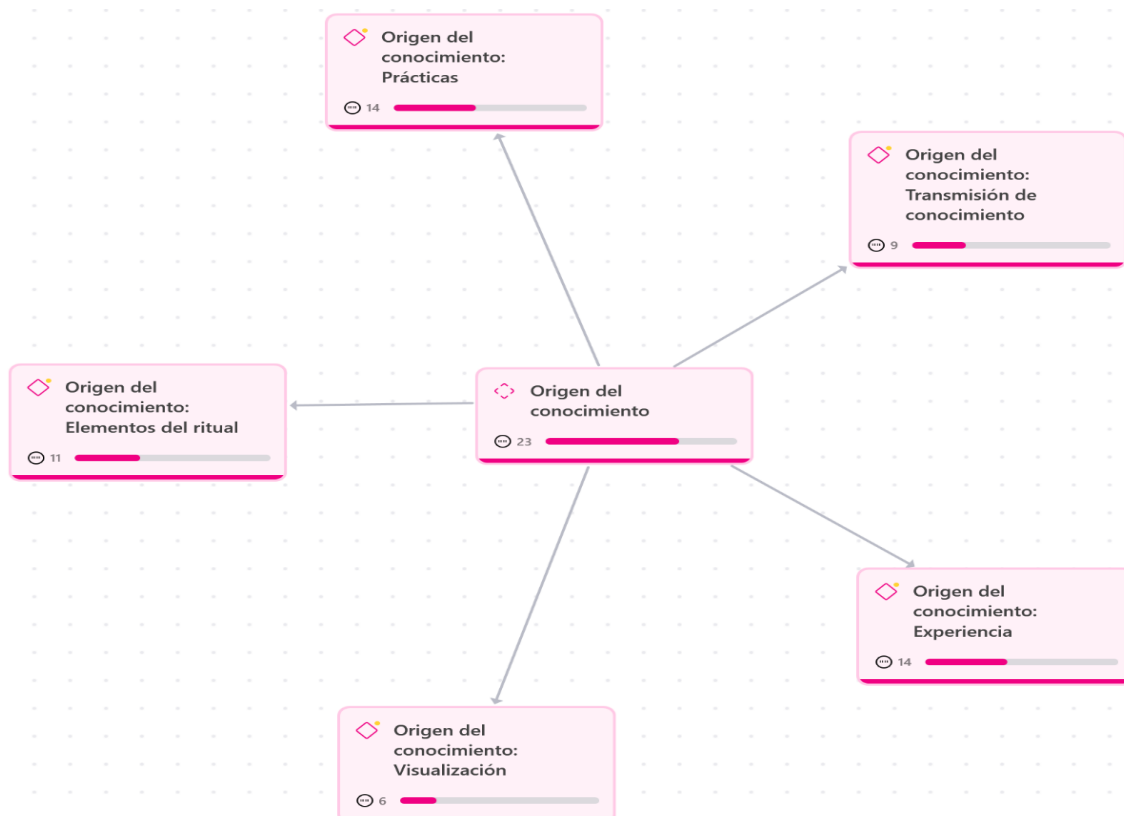 Origen del
conocimiento:
Prácticas
14
Origen del
conocimiento:
Transmisión de
conocimiento
9
Origen del
conocimiento:
Elementos del ritual
11
Origen del
conocimiento
23
Origen del
conocimiento:
Experiencia
14
Origen del
conocimiento:
Visualización
6